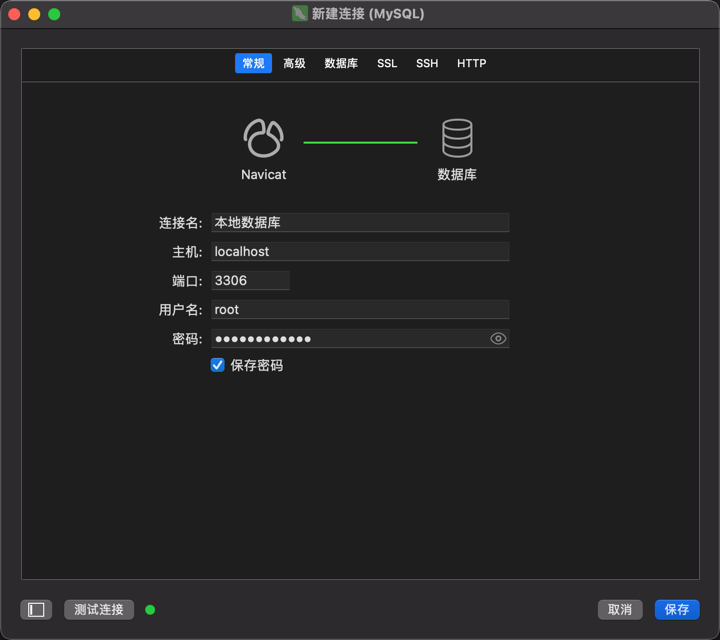 新建连接 (MySQL)
常规 高级 数据库 SSL SSH HTTP
Navicat 数据库
连接名: 本地数据库
主机: localhost
端口: 3306
用户名: root
密码: ●●●●●●●●●●●●
保存密码
测试连接 取消 保存